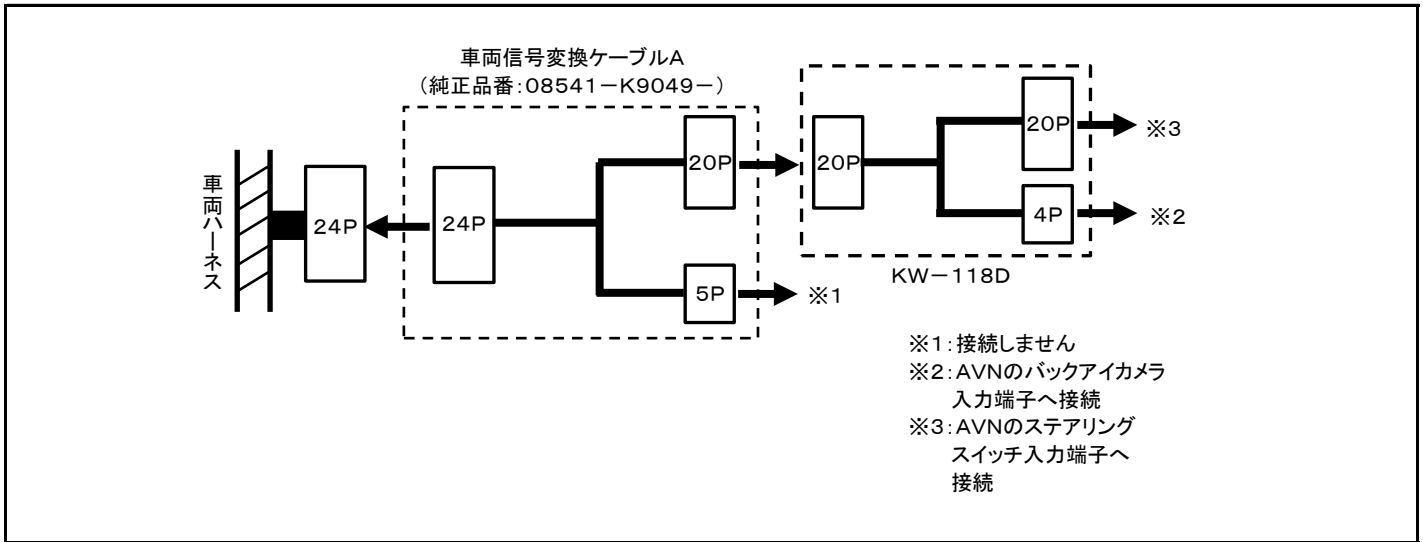 車両信号変換ケーブルA
(純正品番:08541-K9049-)
車両ハーネス
24P
24P
20P
5P
※1
20P
20P
※3
4P
※2
KW-118D
※1:接続しません
※2:AVNのバックアイカメラ
入力端子へ接続
※3:AVNのステアリング
スイッチ入力端子へ
接続